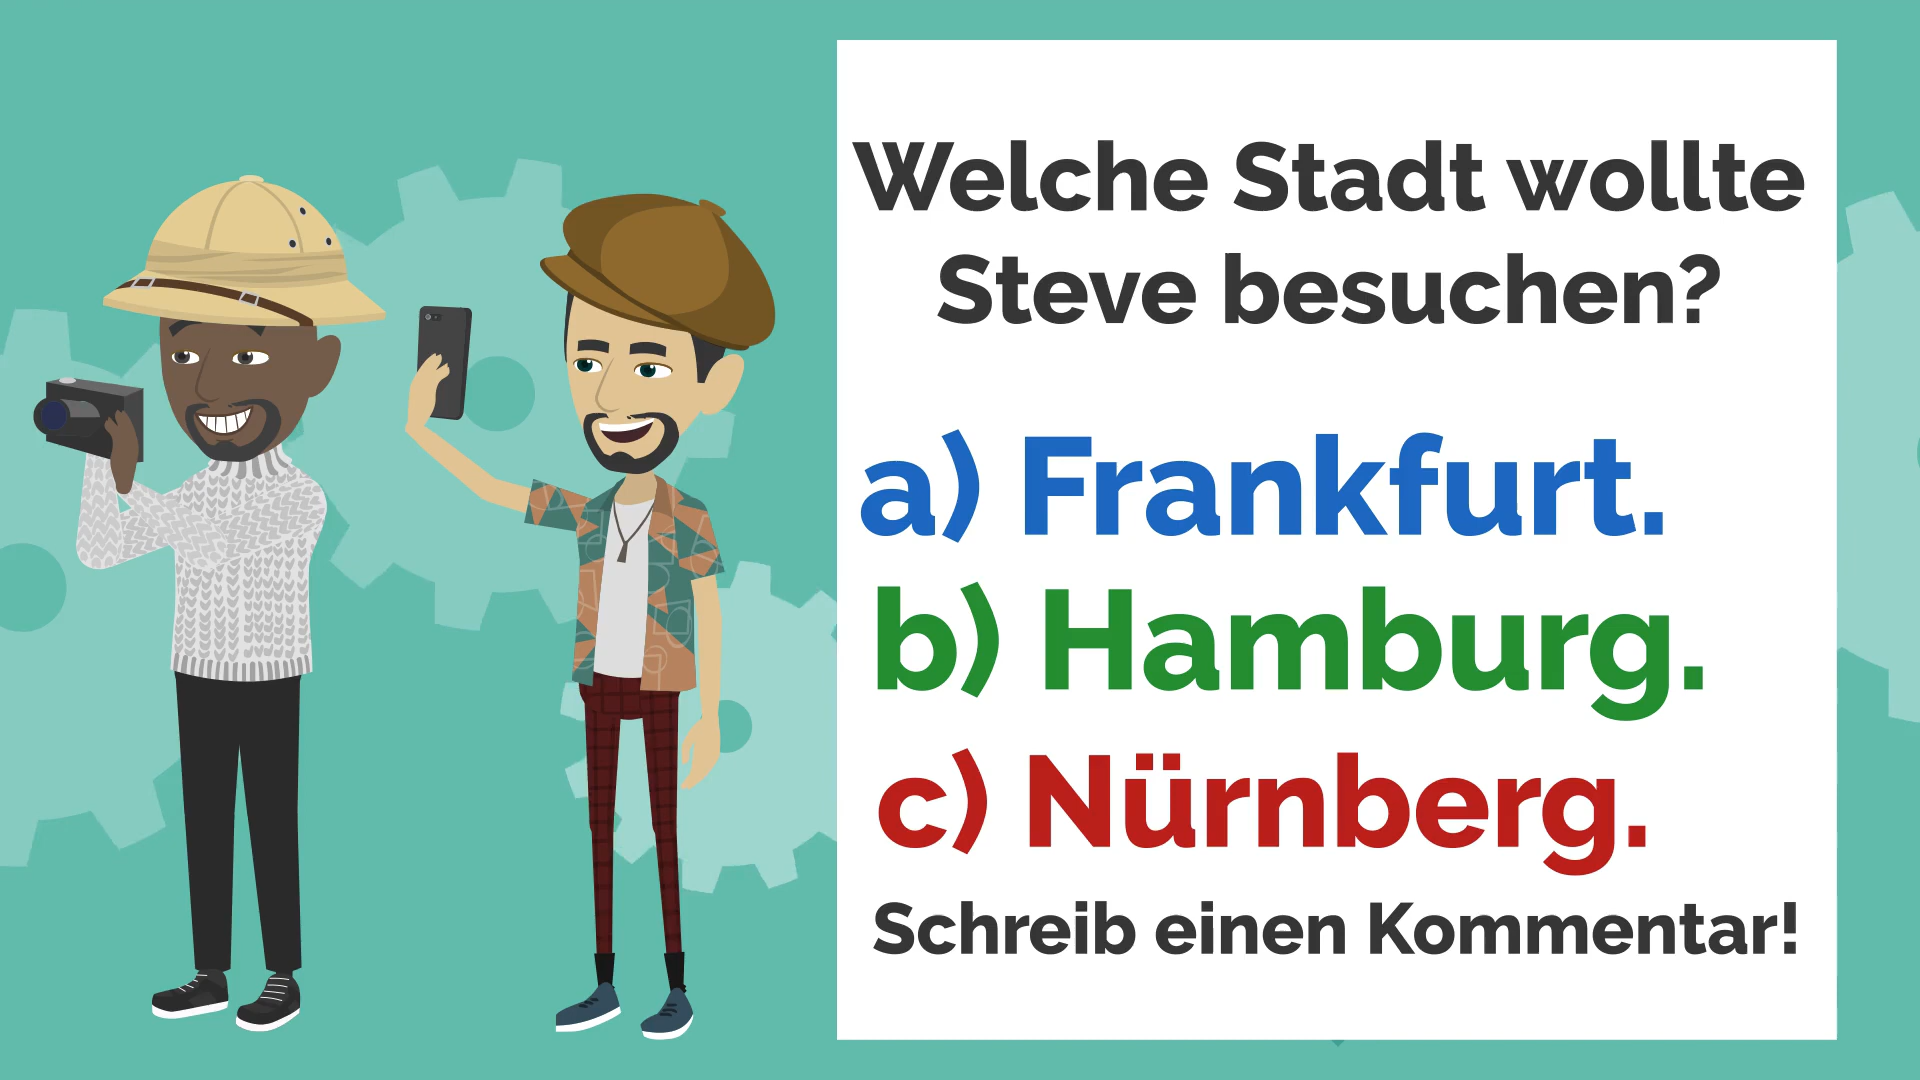 Welche Stadt wollte
Steve besuchen?
a) Frankfurt.
b) Hamburg.
c) Nürnberg.
Schreib einen Kommentar!